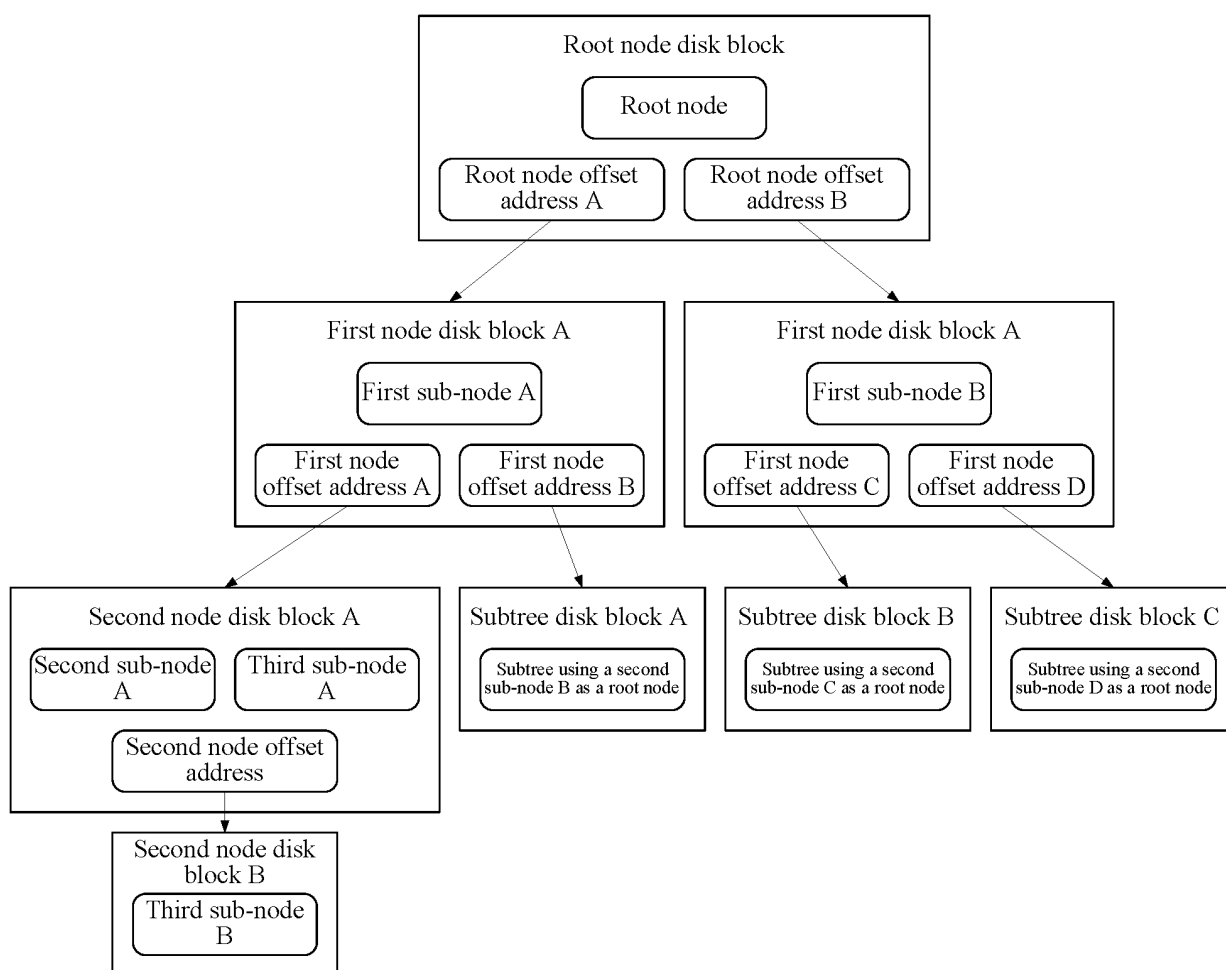 Root node disk block
Root node
Root node offset
address A
Root node offset
address B
First node disk block A
First sub-node A
First node
offset address A
First node
offset address B
First node disk block A
First sub-node B
First node
offset address C
First node
offset address D
Second node disk block A
Second sub-node
A
Third sub-node
A
Second node offset
address
Subtree disk block A
Subtree using a second
sub-node B as a root node
Subtree disk block B
Subtree using a second
sub-node C as a root node
Subtree disk block C
Subtree using a second
sub-node D as a root node
Second node disk
block B
Third sub-node
B